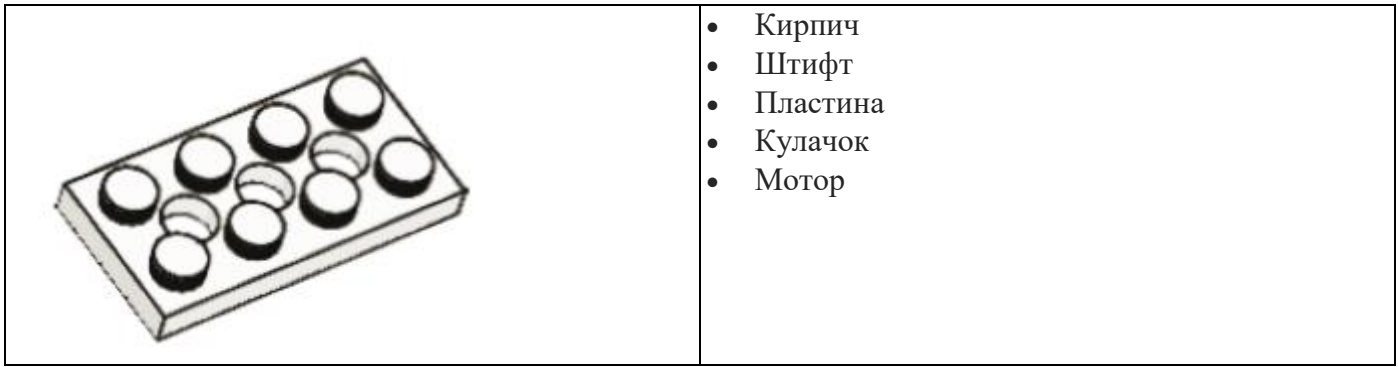 • Кирпич
• Штифт
• Пластина
• Кулачок
• Мотор